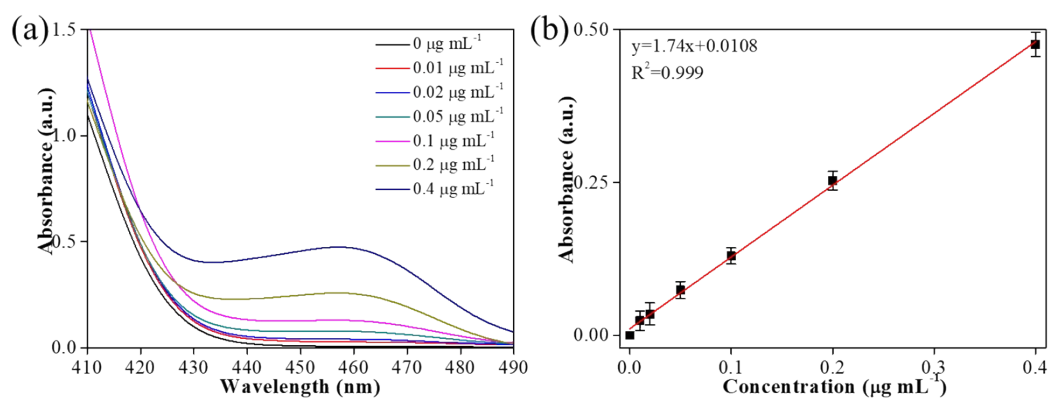 (a)
1.5
1.0
0.5
0.0
Absorbance (a.u.)
410 420 430 440 450 460 470 480 490
Wavelength (nm)
0 μg mL⁻¹
0.01 μg mL⁻¹
0.02 μg mL⁻¹
0.05 μg mL⁻¹
0.1 μg mL⁻¹
0.2 μg mL⁻¹
0.4 μg mL⁻¹
(b)
0.50
0.25
0.00
Absorbance (a.u.)
y=1.74x+0.0108
R²=0.999
0.0 0.1 0.2 0.3 0.4
Concentration (μg mL⁻¹)